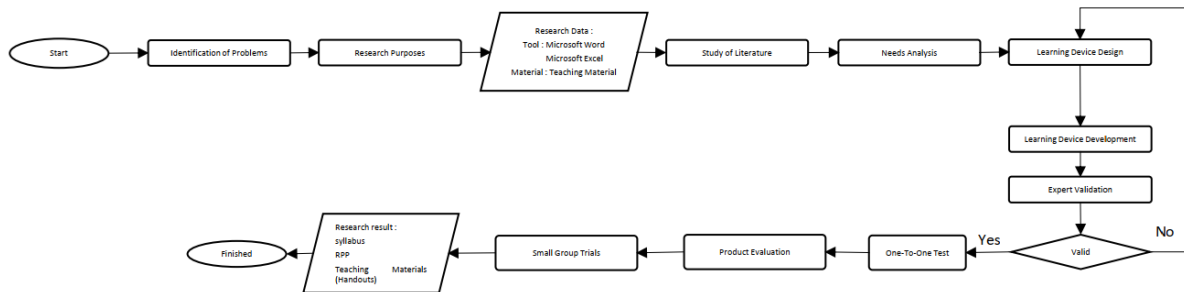 Start
Identification of Problems
Research Purposes
Research Data :
Tool : Microsoft Word
Microsoft Excel
Material : Teaching Material
Study of Literature
Needs Analysis
Learning Device Design
Learning Device Development
Expert Validation
Valid
No
Yes
One-To-One Test
Product Evaluation
Small Group Trials
Research result :
syllabus
RPP
Teaching Materials
(Handouts)
Finished